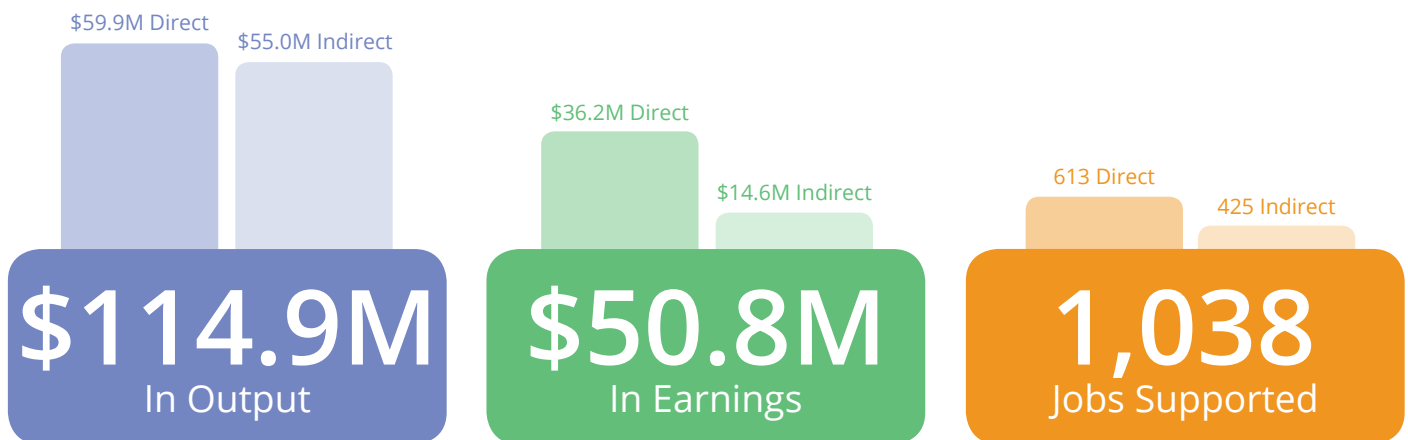 $59.9M Direct
$55.0M Indirect
$114.9M
In Output
$36.2M Direct
$14.6M Indirect
$50.8M
In Earnings
613 Direct
425 Indirect
1,038
Jobs Supported